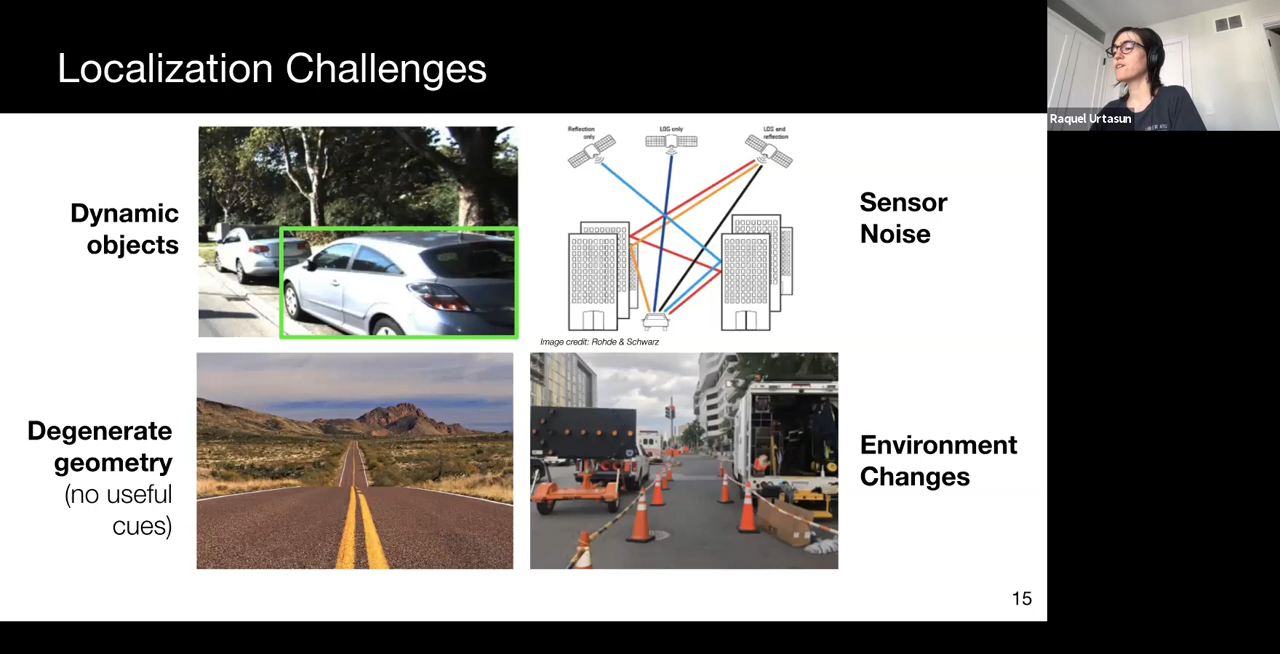 Localization Challenges
Raquel Urtasun
Dynamic
objects
Reflection
only
LOS only
LOS and
reflection
Sensor
Noise
Image credit: Rohde & Schwarz
Degenerate
geometry
(no useful
cues)
Environment
Changes
15